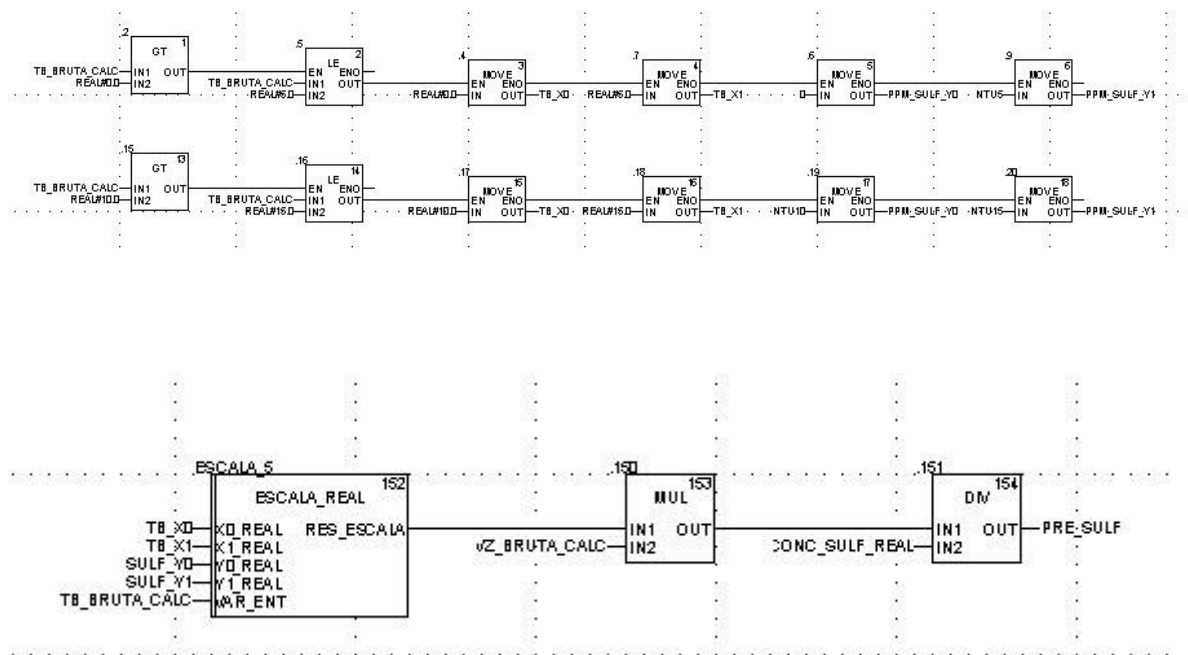 .2
GT 1
TB_BRUTA_CALC IN1 OUT
REAL#0.0 IN2
.5
LE 2
EN ENO
TB_BRUTA_CALC IN1 OUT
REAL#5.0 IN2
.4
MOVE 3
EN ENO
REAL#0.0 IN OUT TB_X0
.7
MOVE 4
EN ENO
REAL#5.0 IN OUT TB_X1
.6
MOVE 5
EN ENO
0 IN OUT PPM_SULF_Y0
.9
MOVE 6
EN ENO
NTU5 IN OUT PPM_SULF_Y1
.15
GT 13
TB_BRUTA_CALC IN1 OUT
REAL#10.0 IN2
.16
LE 14
EN ENO
TB_BRUTA_CALC IN1 OUT
REAL#15.0 IN2
.17
MOVE 15
EN ENO
REAL#10.0 IN OUT TB_X0
.18
MOVE 16
EN ENO
REAL#15.0 IN OUT TB_X1
.19
MOVE 17
EN ENO
NTU10 IN OUT PPM_SULF_Y0
.20
MOVE 18
EN ENO
NTU15 IN OUT PPM_SULF_Y1
ESCALA_5
152
ESCALA_REAL
TB_X0 X0_REAL RES_ESCALA
TB_X1 X1_REAL
SULF_Y0 Y0_REAL
SULF_Y1 Y1_REAL
TB_BRUTA_CALC VAR_ENT
.150
153
MUL
IN1 OUT
VZ_BRUTA_CALC IN2
.151
154
DIV
IN1 OUT PRE-SULF
CONC_SULF_REAL IN2